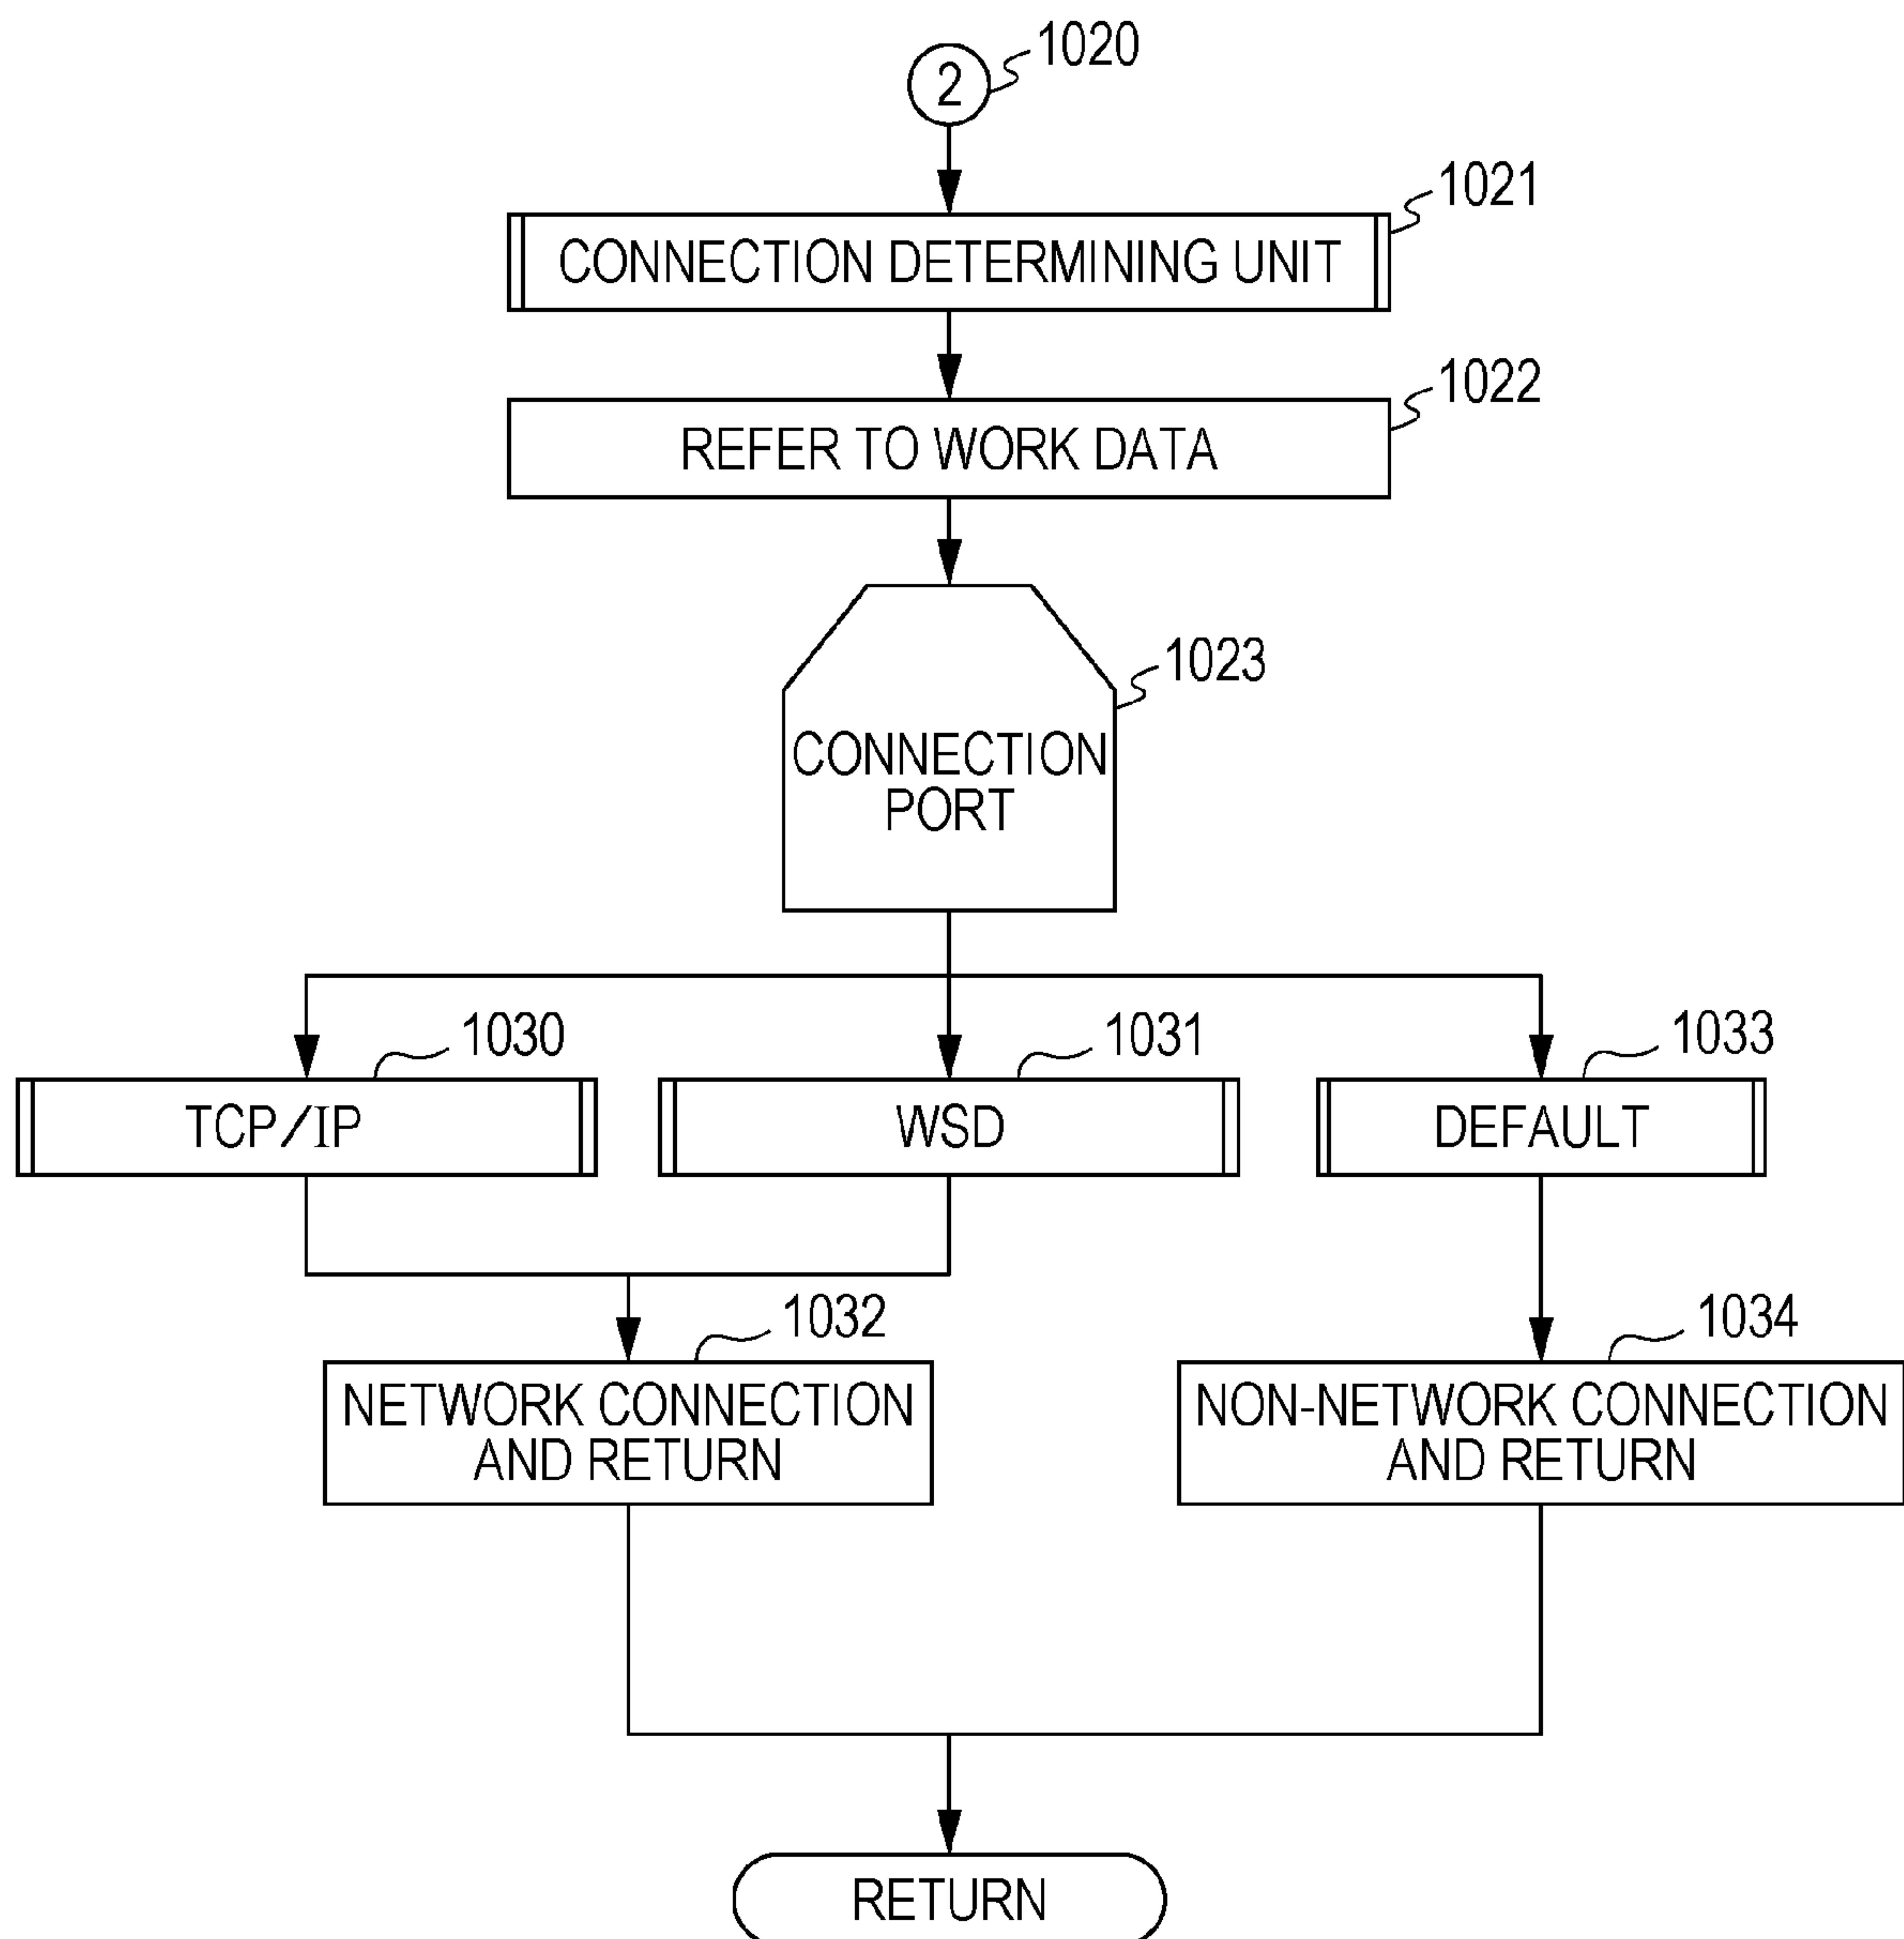 2
1020
1021
CONNECTION DETERMINING UNIT
1022
REFER TO WORK DATA
1023
CONNECTION
PORT
1030
1031
1033
TCP/IP
WSD
DEFAULT
1032
1034
NETWORK CONNECTION
AND RETURN
NON-NETWORK CONNECTION
AND RETURN
RETURN